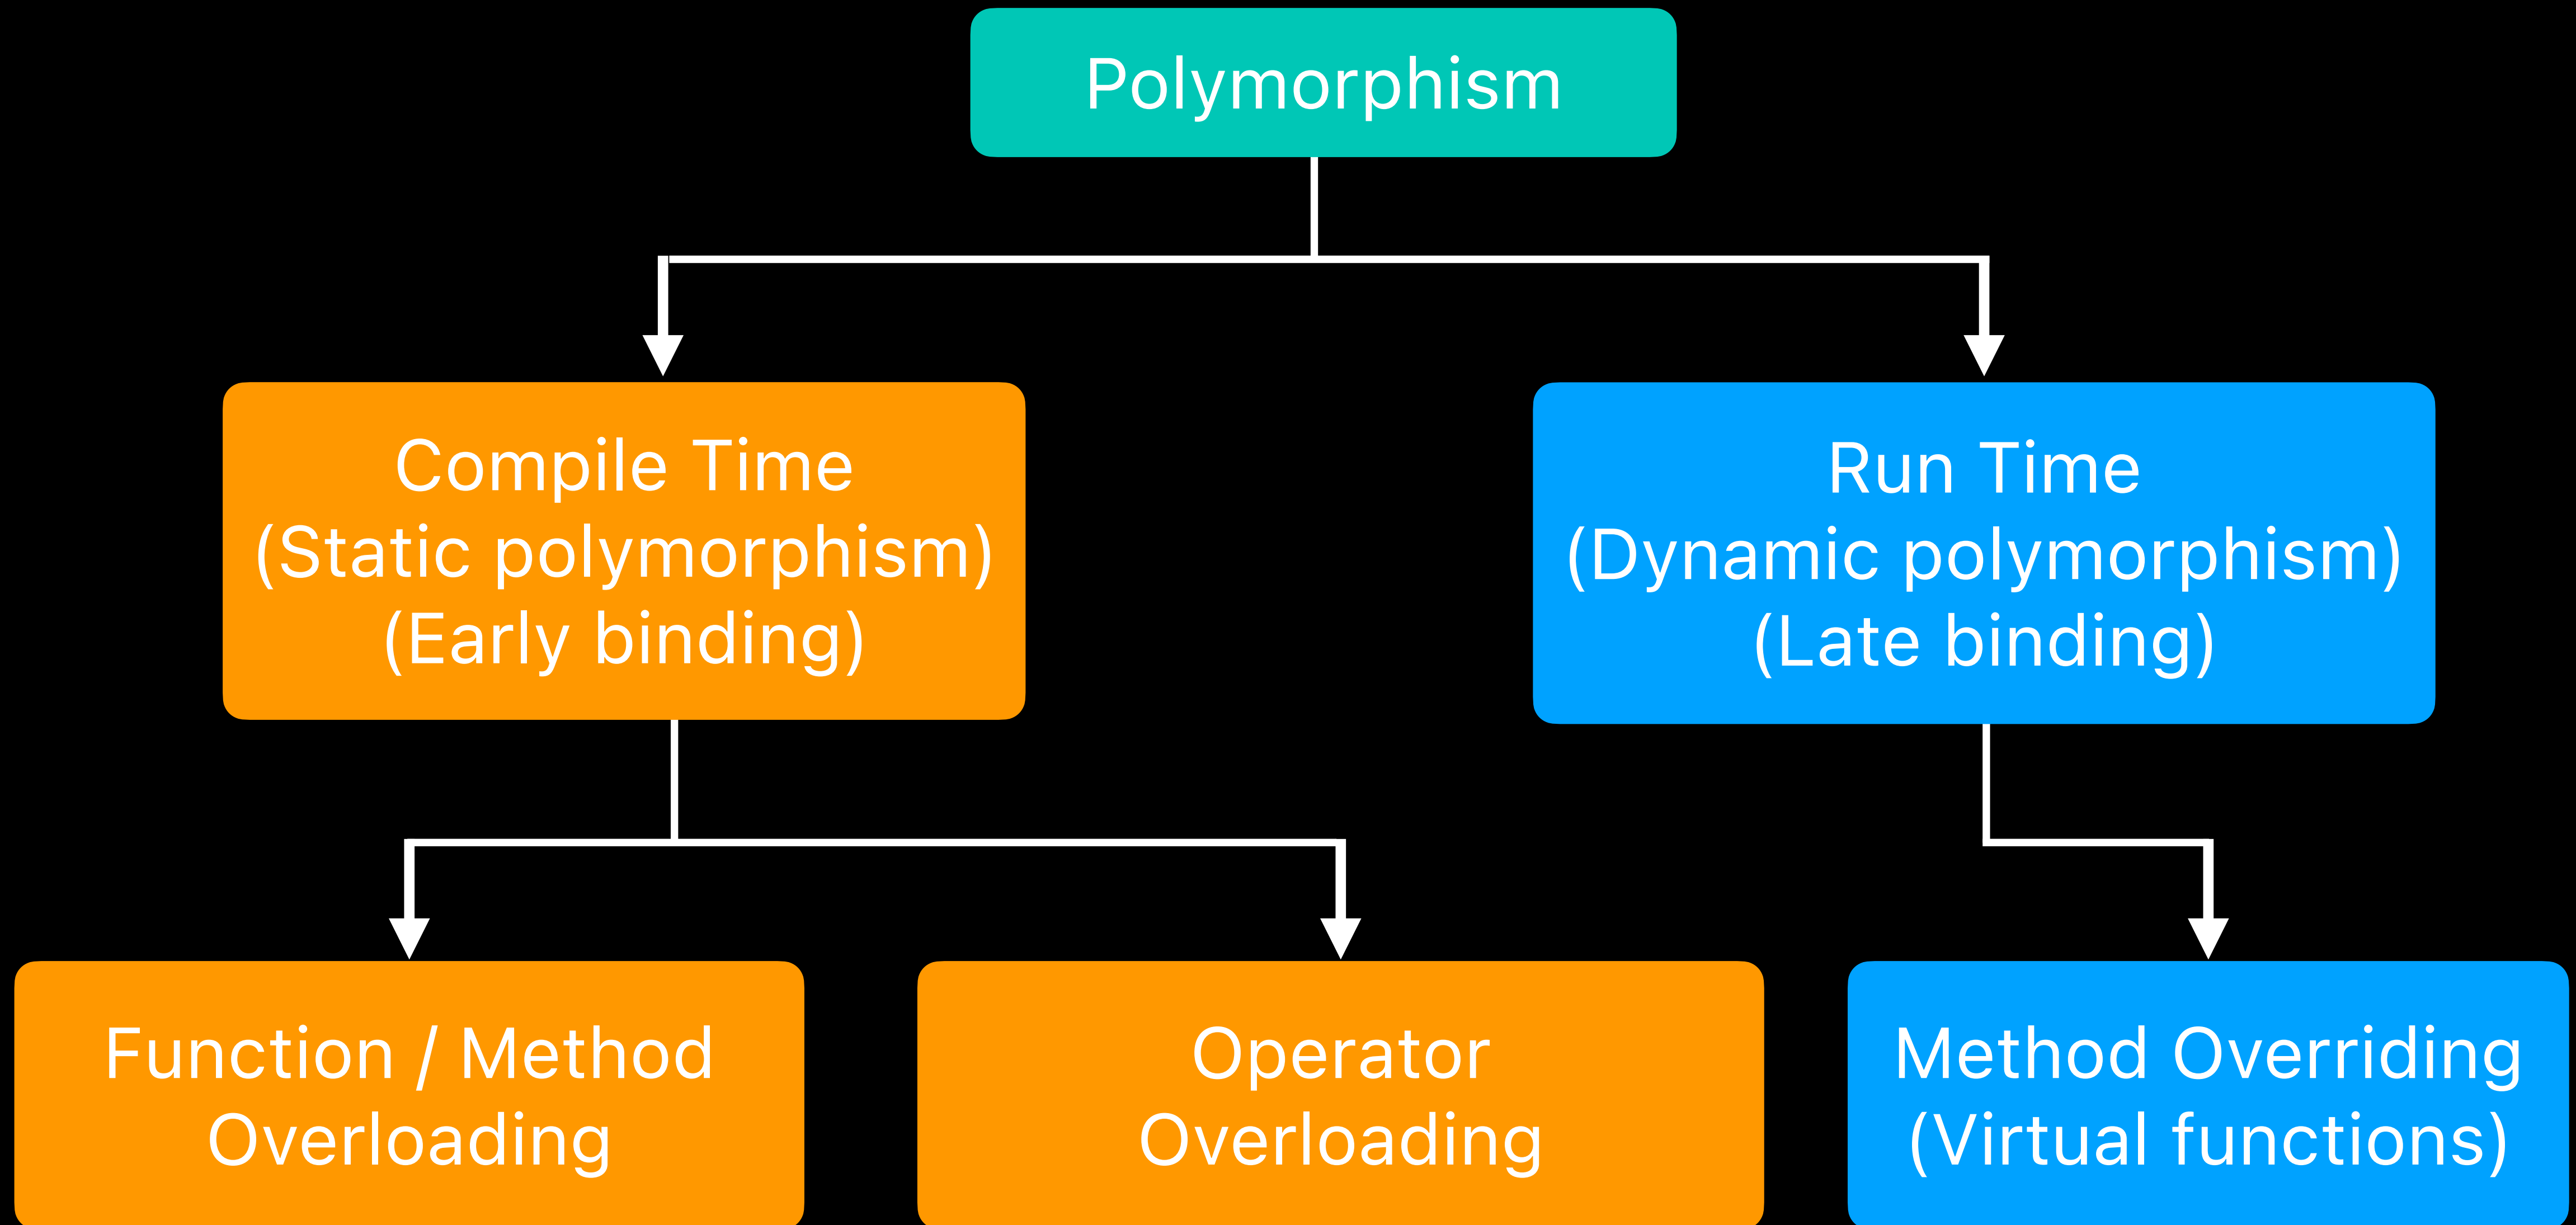 Polymorphism
Compile Time
(Static polymorphism)
(Early binding)
Run Time
(Dynamic polymorphism)
(Late binding)
Function / Method
Overloading
Operator
Overloading
Method Overriding
(Virtual functions)